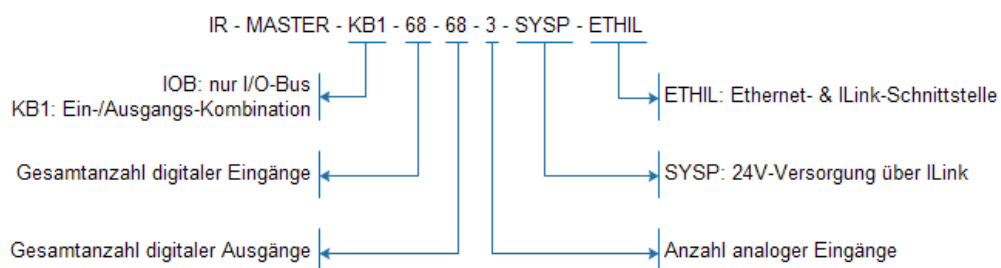 IR - MASTER - KB1 - 68 - 68 - 3 - SYSP - ETHIL
IOB: nur I/O-Bus
KB1: Ein-/Ausgangs-Kombination
ETHIL: Ethernet- & ILink-Schnittstelle
Gesamtanzahl digitaler Eingänge
SYSP: 24V-Versorgung über ILink
Gesamtanzahl digitaler Ausgänge
Anzahl analoger Eingänge